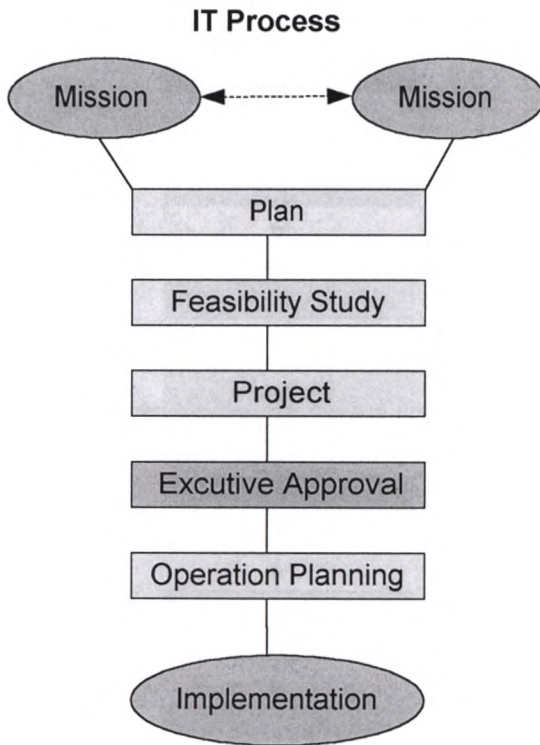 IT Process
Mission
Mission
Plan
Feasibility Study
Project
Excutive Approval
Operation Planning
Implementation